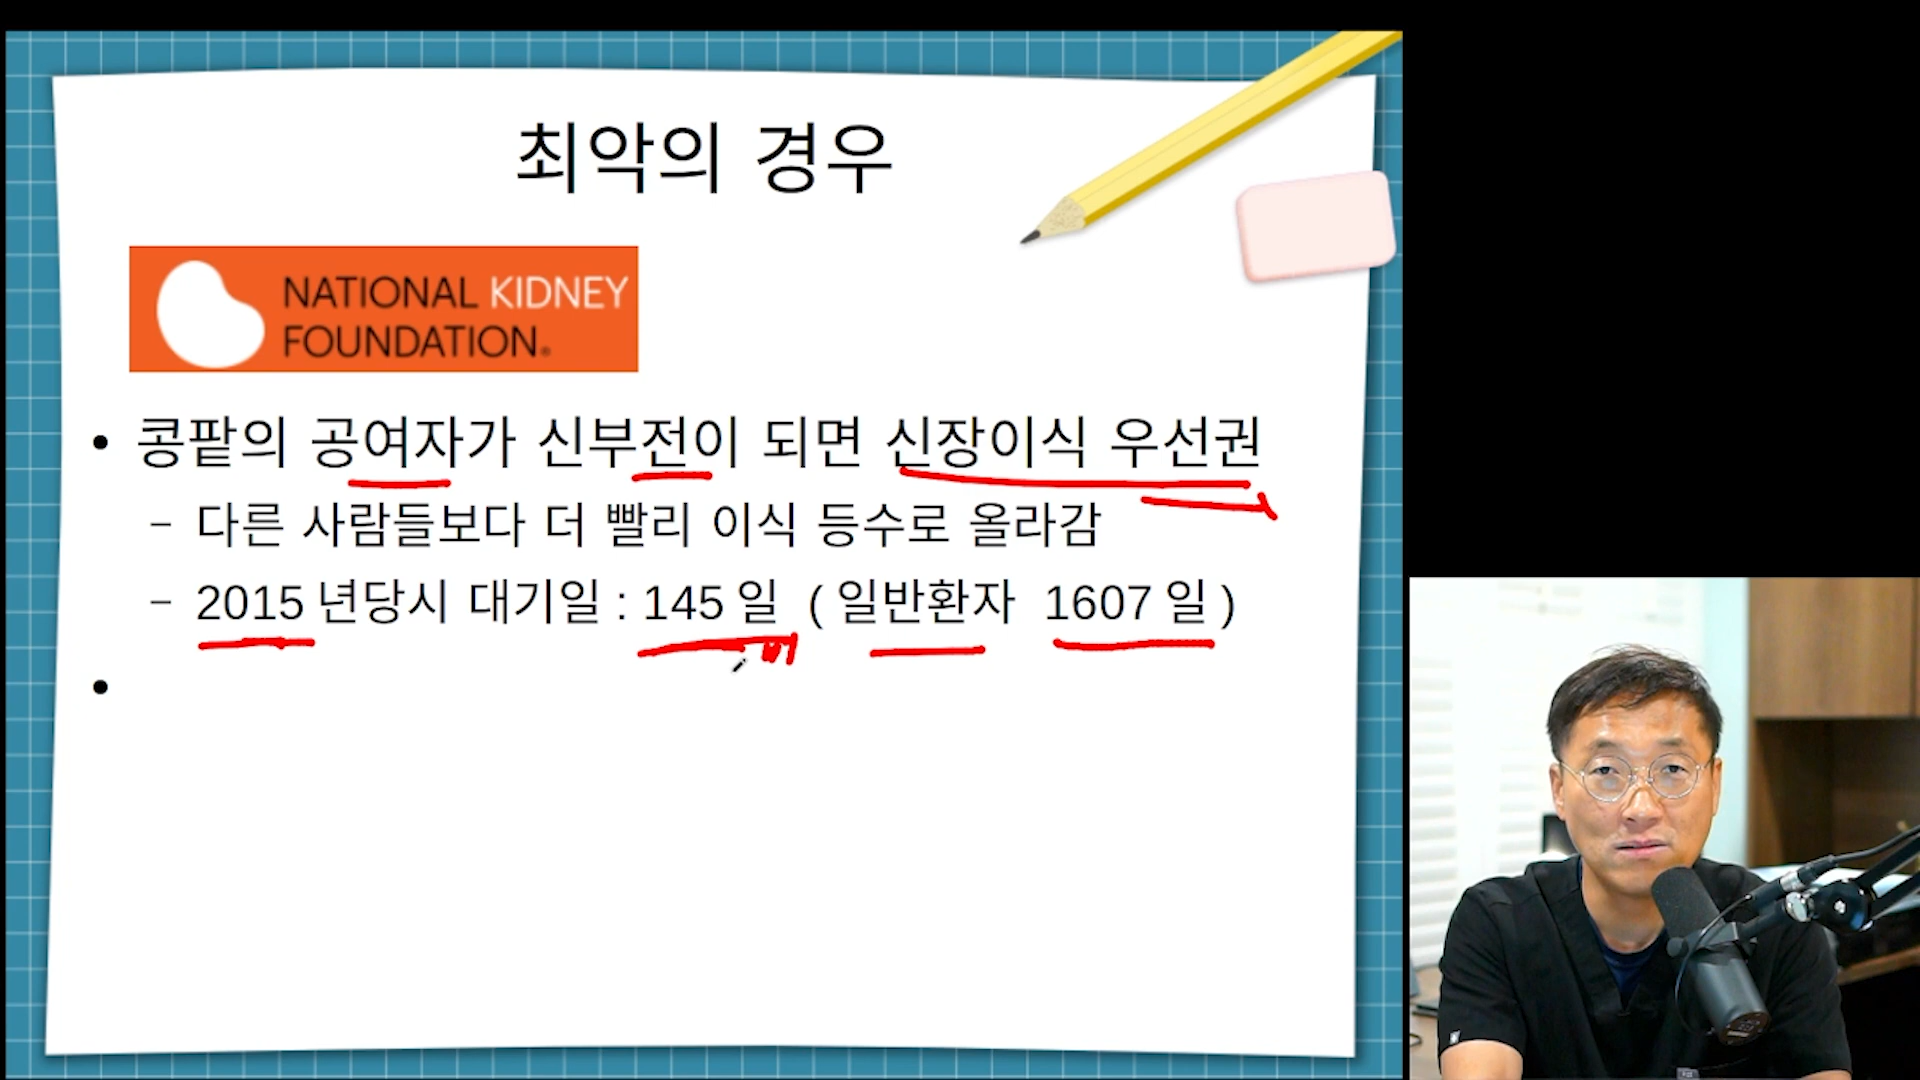 최악의 경우
NATIONAL KIDNEY
FOUNDATION®
• 콩팥의 공여자가 신부전이 되면 신장이식 우선권
– 다른 사람들보다 더 빨리 이식 등수로 올라감
– 2015 년당시 대기일 : 145 일 ( 일반환자 1607 일 )
•